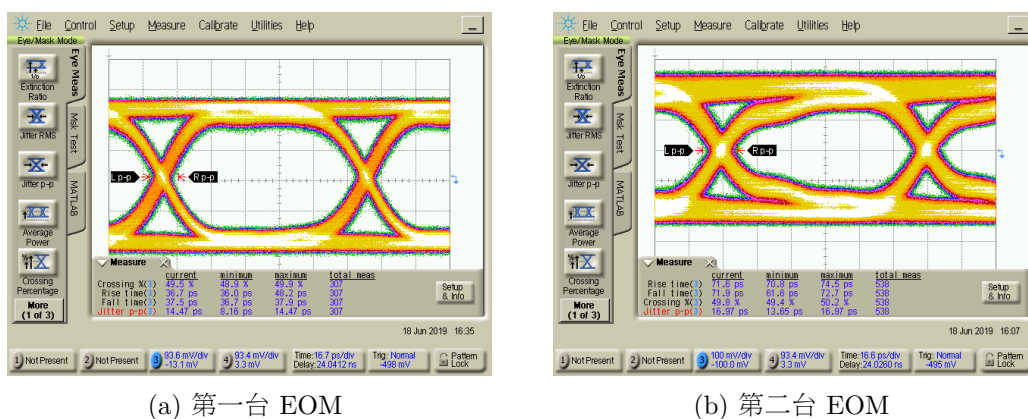 File Control Setup Measure Calibrate Utilities Help
Eye/Mask Mode
Extinction
Ratio
Jitter RMS
Jitter p-p
Average
Power
Crossing
Percentage
More
(1 of 3)
Eye Meas
Msk Test
MATLAB
L p-p
R p-p
Measure
current minimum maximum total meas
Crossing %(3) 49.5 % 48.9 % 49.9 % 307
Rise time(3) 36.7 ps 36.0 ps 48.2 ps 307
Fall time(3) 37.5 ps 36.7 ps 37.9 ps 307
Jitter p-p(3) 14.47 ps 8.16 ps 14.47 ps 307
Setup
& Info
18 Jun 2019 16:35
1 Not Present
2 Not Present
3 93.6 mV/div
-13.1 mV
4 93.4 mV/div
3.3 mV
Time:16.7 ps/div
Delay:24.0412 ns
Trig: Normal
-498 mV
Pattern
Lock
(a) 第一台 EOM
File Control Setup Measure Calibrate Utilities Help
Eye/Mask Mode
Extinction
Ratio
Jitter RMS
Jitter p-p
Average
Power
Crossing
Percentage
More
(1 of 3)
Eye Meas
Msk Test
MATLAB
L p-p
R p-p
Measure
current minimum maximum total meas
Rise time(3) 71.6 ps 70.8 ps 74.5 ps 538
Fall time(3) 71.9 ps 61.6 ps 72.7 ps 538
Crossing %(3) 49.8 % 49.4 % 50.2 % 538
Jitter p-p(3) 16.97 ps 13.65 ps 16.97 ps 538
Setup
& Info
18 Jun 2019 16:07
1 Not Present
2 Not Present
3 100 mV/div
-100.0 mV
4 93.4 mV/div
3.3 mV
Time:16.6 ps/div
Delay:24.0260 ns
Trig: Normal
-495 mV
Pattern
Lock
(b) 第二台 EOM